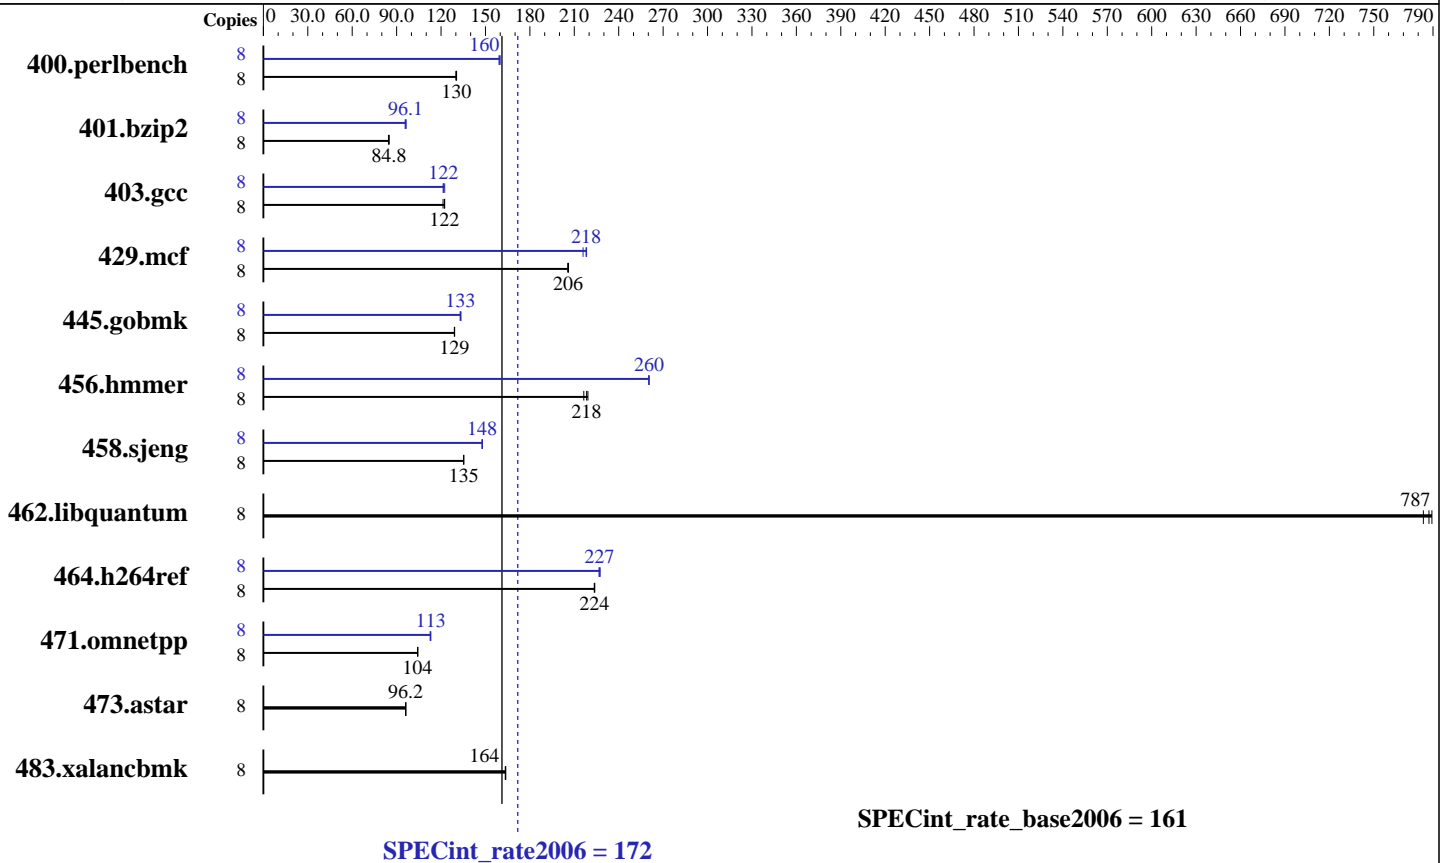 Copies 0 30.0 60.0 90.0 120 150 180 210 240 270 300 330 360 390 420 450 480 510 540 570 600 630 660 690 720 750 790
400.perlbench 8 160
8 130
401.bzip2 8 96.1
8 84.8
403.gcc 8 122
8 122
429.mcf 8 218
8 206
445.gobmk 8 133
8 129
456.hmmer 8 260
8 218
458.sjeng 8 148
8 135
462.libquantum 8 787
464.h264ref 8 227
8 224
471.omnetpp 8 113
8 104
473.astar 8 96.2
483.xalancbmk 8 164
SPECint_rate_base2006 = 161
SPECint_rate2006 = 172